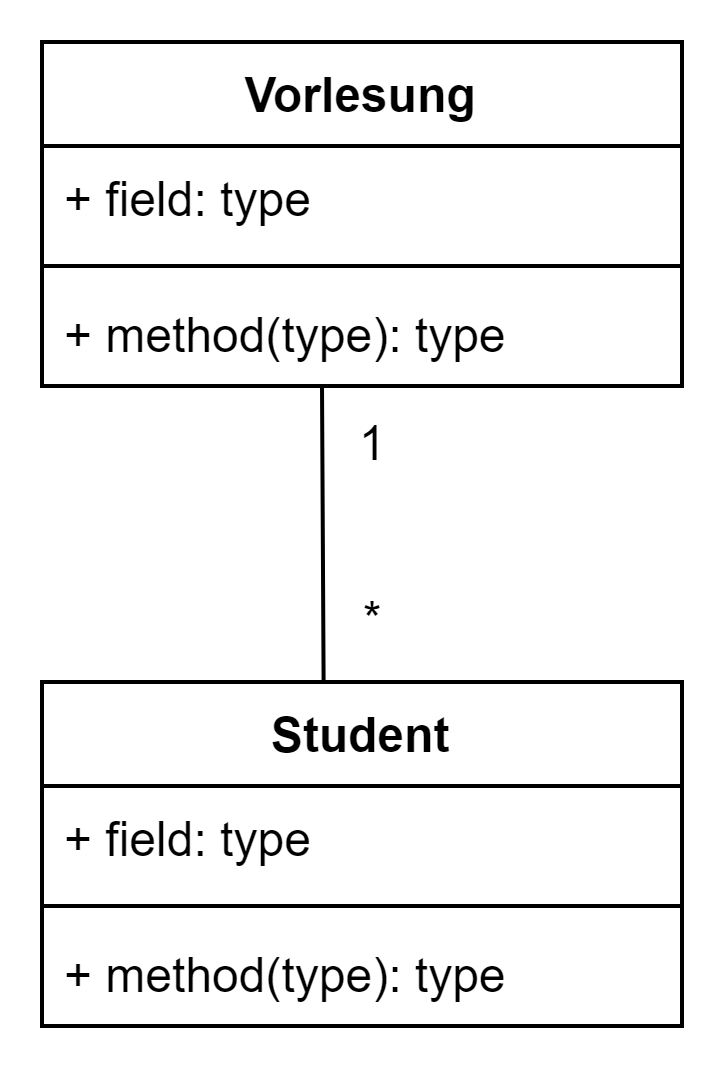 Vorlesung
+ field: type
+ method(type): type
1
*
Student
+ field: type
+ method(type): type